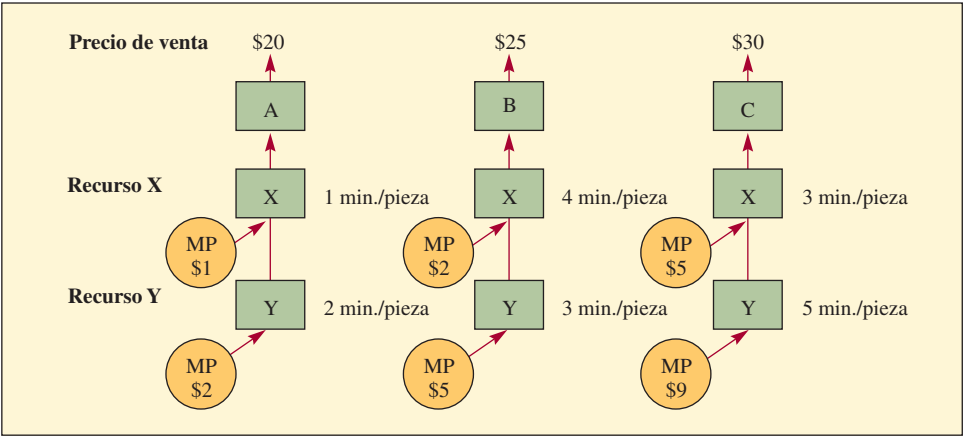 Precio de venta $20 $25 $30
A B C
Recurso X X 1 min./pieza X 4 min./pieza X 3 min./pieza
MP MP MP
$1 $2 $5
Recurso Y Y 2 min./pieza Y 3 min./pieza Y 5 min./pieza
MP MP MP
$2 $5 $9